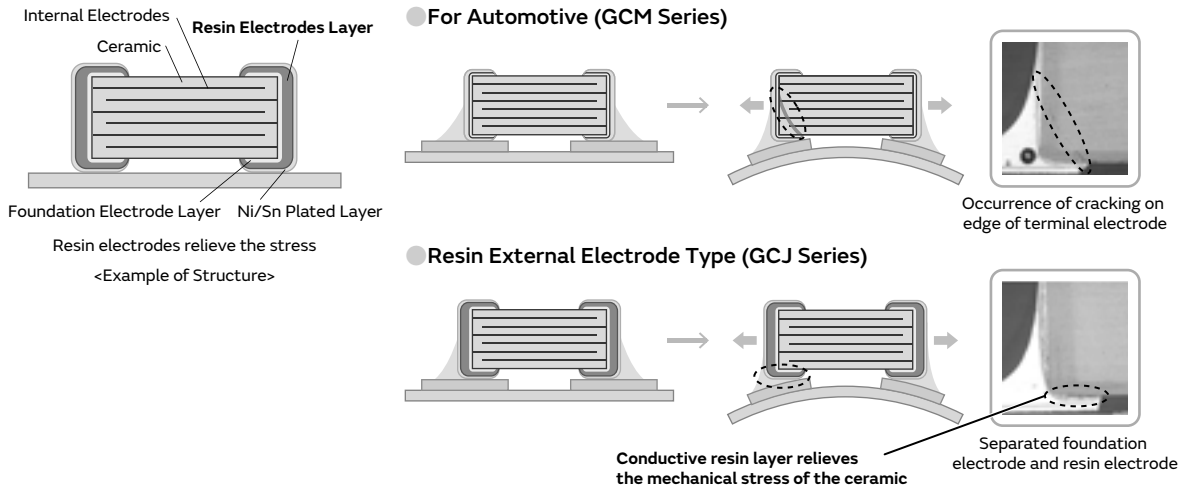 Internal Electrodes
Resin Electrodes Layer
Ceramic
Foundation Electrode Layer
Ni/Sn Plated Layer
Resin electrodes relieve the stress
<Example of Structure>
For Automotive (GCM Series)
Occurrence of cracking on
edge of terminal electrode
Resin External Electrode Type (GCJ Series)
Conductive resin layer relieves
the mechanical stress of the ceramic
Separated foundation
electrode and resin electrode